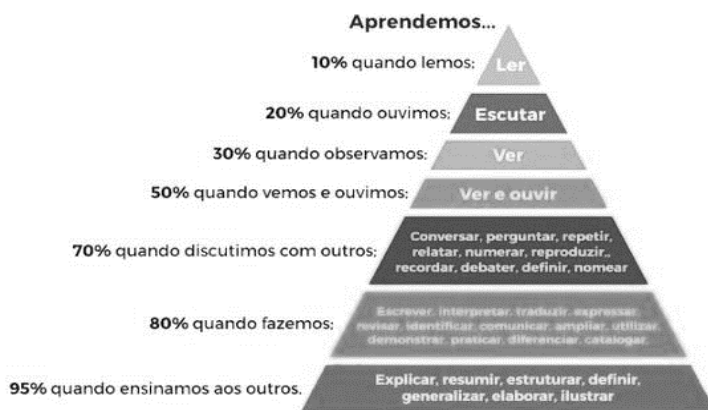 Aprendemos...
10% quando lemos;
Ler
20% quando ouvimos;
Escutar
30% quando observamos;
Ver
50% quando vemos e ouvimos;
Ver e ouvir
70% quando discutimos com outros;
Conversar, perguntar, repetir,
relatar, numerar, reproduzir,,
recordar, debater, definir, nomear
80% quando fazemos;
Escrever, interpretar, traduzir, expressar,
revisar, identificar, comunicar, ampliar, utilizar,
demonstrar, praticar, diferenciar, catalogar.
95% quando ensinamos aos outros.
Explicar, resumir, estruturar, definir,
generalizar, elaborar, ilustrar